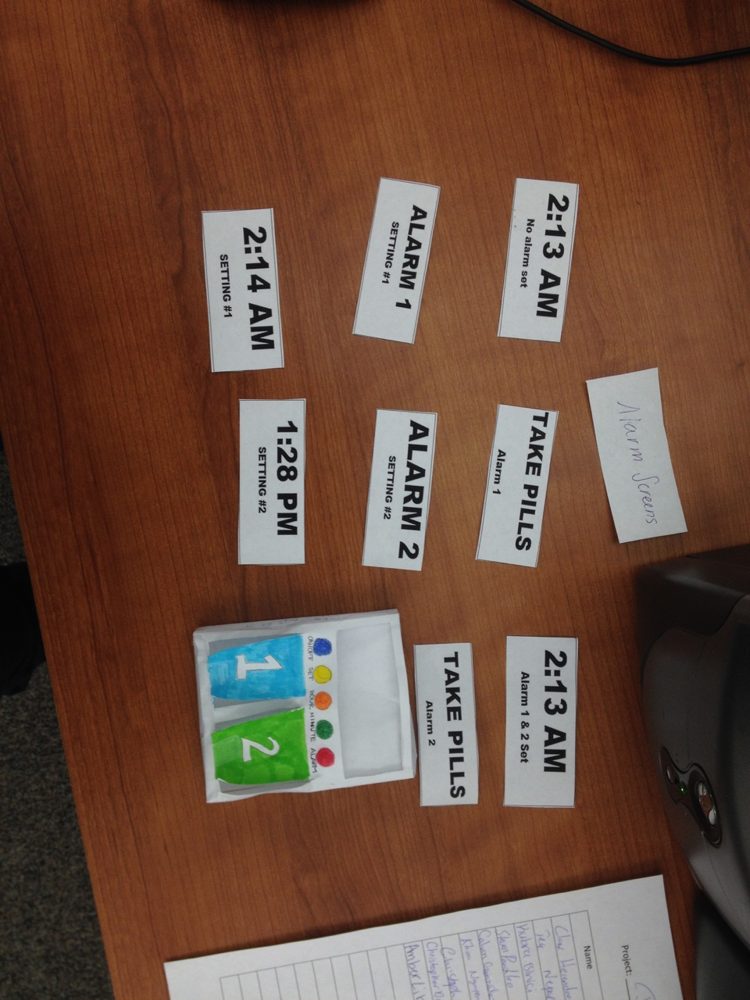 Alarm Screens
2:13 AM
No alarm set
TAKE PILLS
Alarm 1
2:13 AM
Alarm 1 & 2 Set
ALARM 1
SETTING #1
ALARM 2
SETTING #2
TAKE PILLS
Alarm 2
2:14 AM
SETTING #1
1:28 PM
SETTING #2
ON/OFF SET HOUR MINUTE ALARM
1
2
Project:
Name